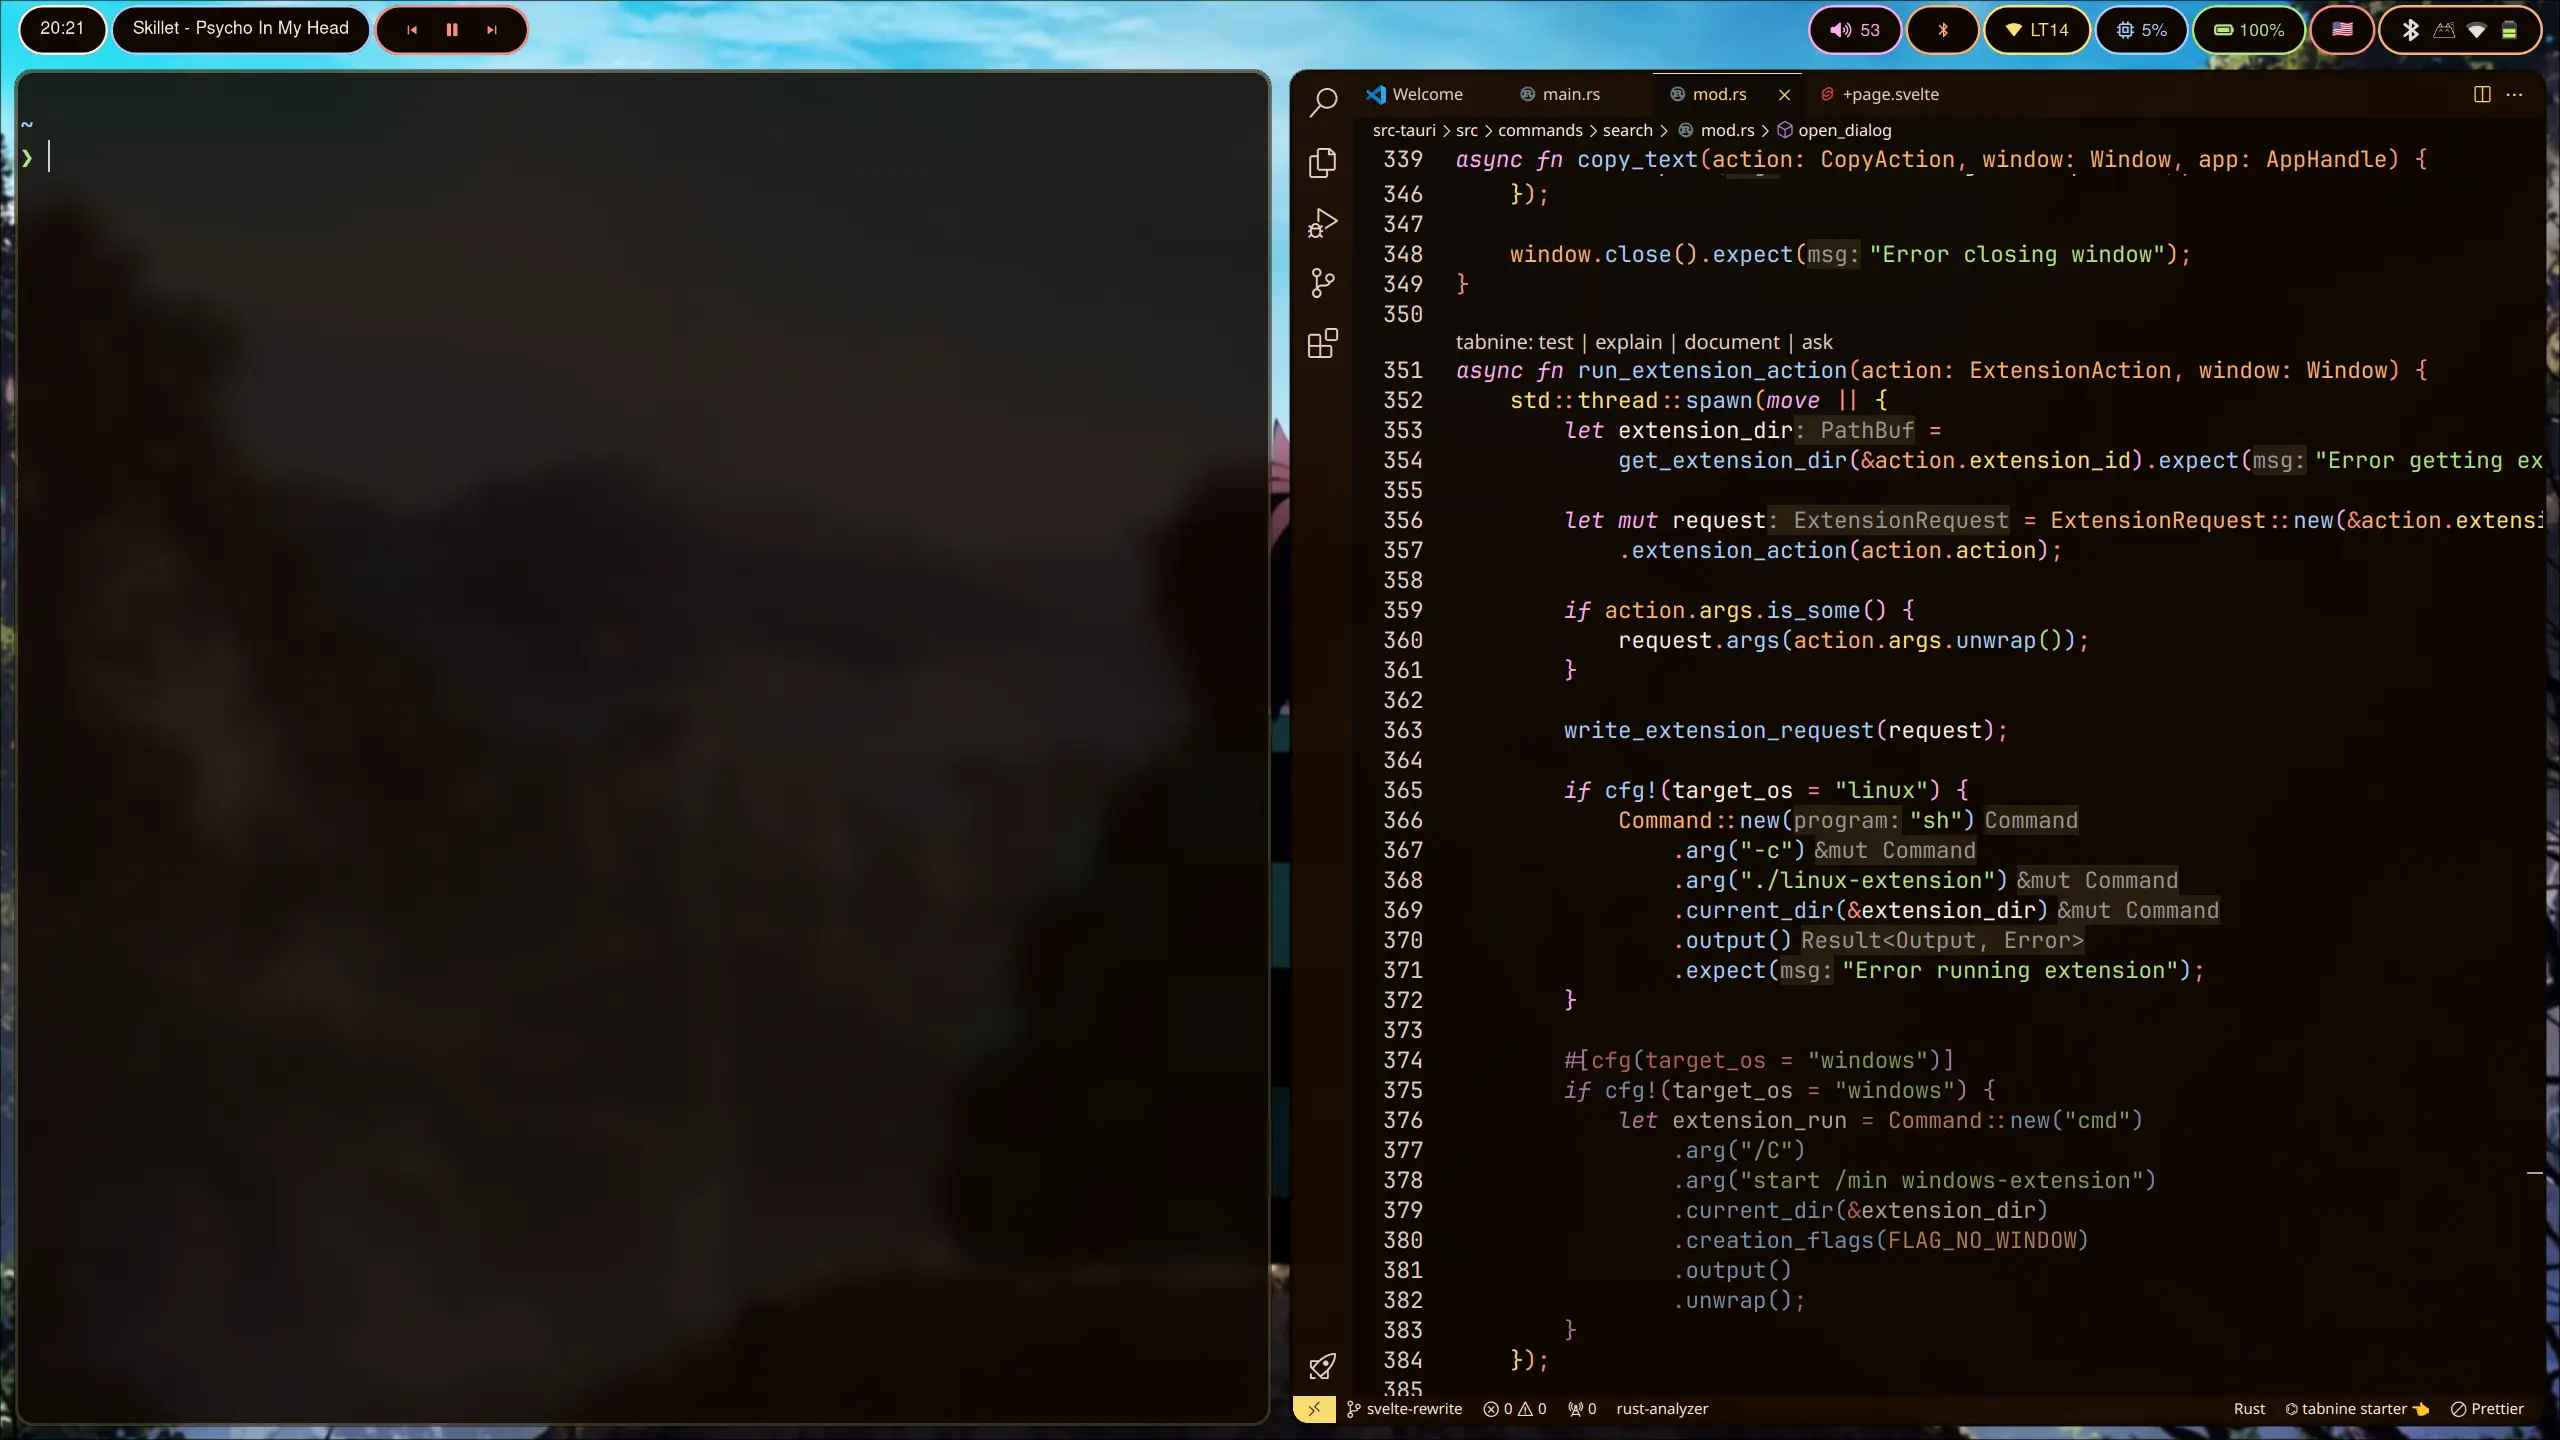 20:21
Skillet - Psycho In My Head
53
LT14
5%
100%
~
❯
Welcome
main.rs
mod.rs
+page.svelte
src-tauri > src > commands > search > mod.rs > open_dialog
339 async fn copy_text(action: CopyAction, window: Window, app: AppHandle) {
346     });
347
348     window.close().expect(msg: "Error closing window");
349 }
350
tabnine: test | explain | document | ask
351 async fn run_extension_action(action: ExtensionAction, window: Window) {
352     std::thread::spawn(move || {
353         let extension_dir: PathBuf =
354             get_extension_dir(&action.extension_id).expect(msg: "Error getting ex
355
356         let mut request: ExtensionRequest = ExtensionRequest::new(&action.extensi
357             .extension_action(action.action);
358
359         if action.args.is_some() {
360             request.args(action.args.unwrap());
361         }
362
363         write_extension_request(request);
364
365         if cfg!(target_os = "linux") {
366             Command::new(program: "sh") Command
367                 .arg("-c") &mut Command
368                 .arg("./linux-extension") &mut Command
369                 .current_dir(&extension_dir) &mut Command
370                 .output() Result<Output, Error>
371                 .expect(msg: "Error running extension");
372         }
373
374         #[cfg(target_os = "windows")]
375         if cfg!(target_os = "windows") {
376             let extension_run = Command::new("cmd")
377                 .arg("/C")
378                 .arg("start /min windows-extension")
379                 .current_dir(&extension_dir)
380                 .creation_flags(FLAG_NO_WINDOW)
381                 .output()
382                 .unwrap();
383         }
384     });
385
svelte-rewrite
0
0
0
rust-analyzer
Rust
tabnine starter
Prettier